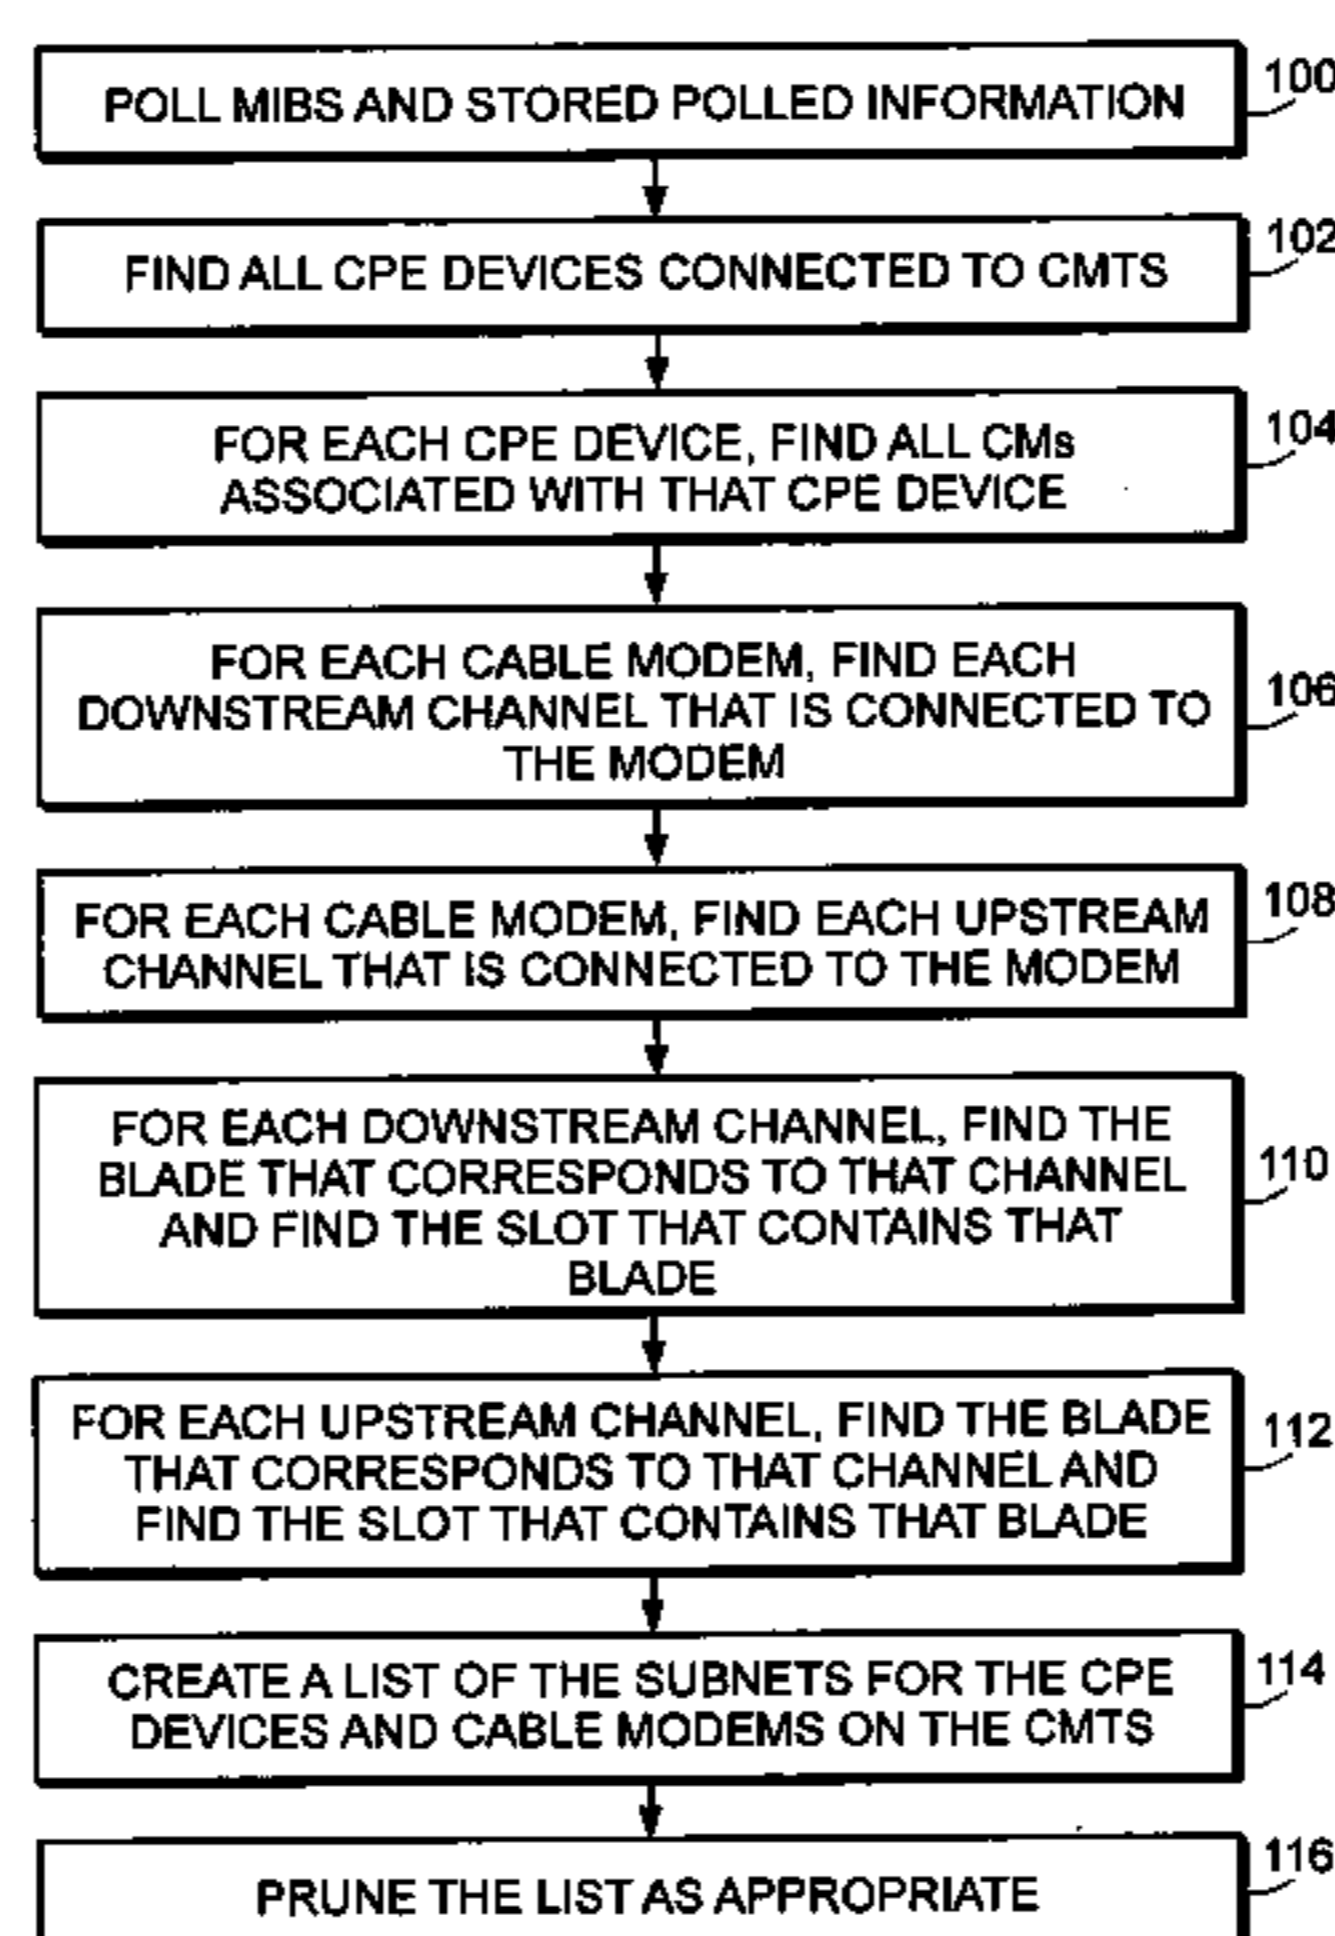 POLL MIBS AND STORED POLLED INFORMATION
100
FIND ALL CPE DEVICES CONNECTED TO CMTS
102
FOR EACH CPE DEVICE, FIND ALL CMs
ASSOCIATED WITH THAT CPE DEVICE
104
FOR EACH CABLE MODEM, FIND EACH
DOWNSTREAM CHANNEL THAT IS CONNECTED TO
THE MODEM
106
FOR EACH CABLE MODEM, FIND EACH UPSTREAM
CHANNEL THAT IS CONNECTED TO THE MODEM
108
FOR EACH DOWNSTREAM CHANNEL, FIND THE
BLADE THAT CORRESPONDS TO THAT CHANNEL
AND FIND THE SLOT THAT CONTAINS THAT
BLADE
110
FOR EACH UPSTREAM CHANNEL, FIND THE BLADE
THAT CORRESPONDS TO THAT CHANNEL AND
FIND THE SLOT THAT CONTAINS THAT BLADE
112
CREATE A LIST OF THE SUBNETS FOR THE CPE
DEVICES AND CABLE MODEMS ON THE CMTS
114
PRUNE THE LIST AS APPROPRIATE
116